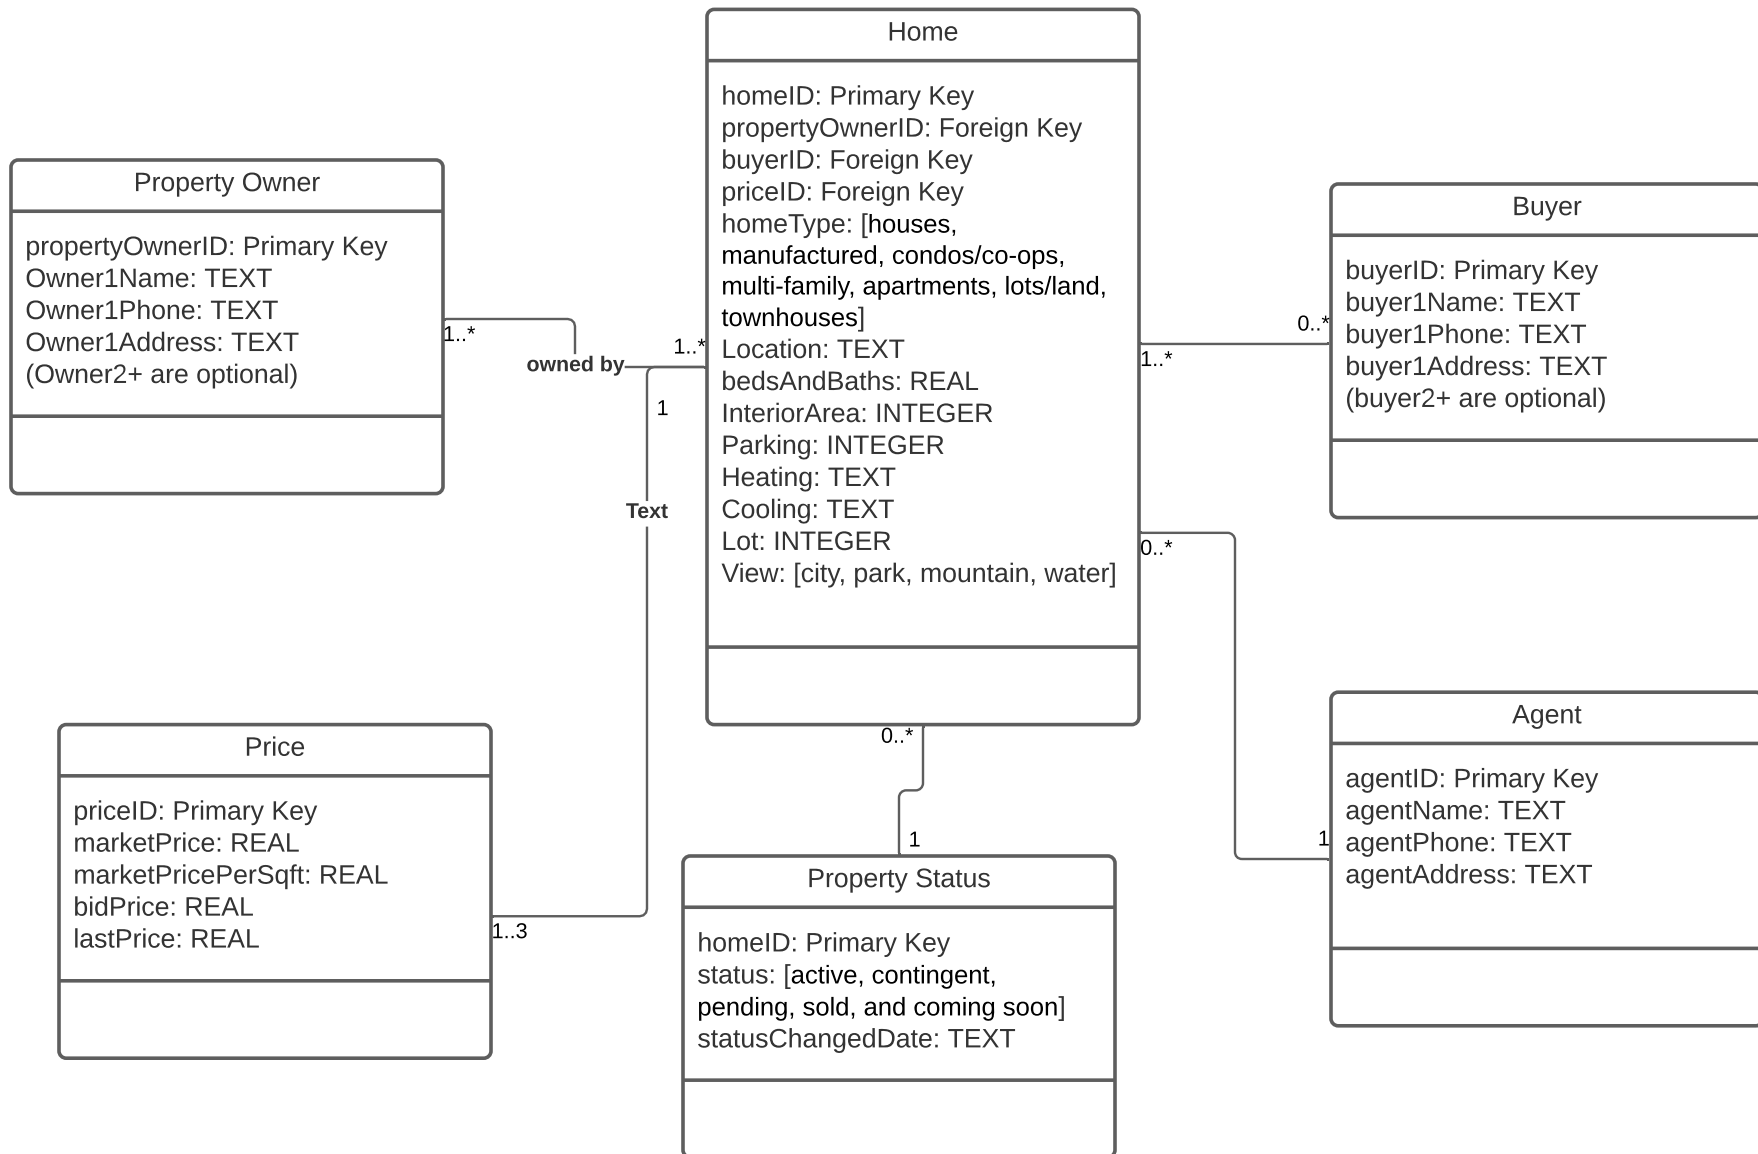 Home
homeID: Primary Key
propertyOwnerID: Foreign Key
buyerID: Foreign Key
priceID: Foreign Key
homeType: [houses,
manufactured, condos/co-ops,
multi-family, apartments, lots/land,
townhouses]
Location: TEXT
bedsAndBaths: REAL
InteriorArea: INTEGER
Parking: INTEGER
Heating: TEXT
Cooling: TEXT
Lot: INTEGER
View: [city, park, mountain, water]
Property Owner
propertyOwnerID: Primary Key
Owner1Name: TEXT
Owner1Phone: TEXT
Owner1Address: TEXT
(Owner2+ are optional)
1..*
owned by
1..*
1
Text
1..3
Buyer
buyerID: Primary Key
buyer1Name: TEXT
buyer1Phone: TEXT
buyer1Address: TEXT
(buyer2+ are optional)
0..*
1..*
0..*
1
Price
priceID: Primary Key
marketPrice: REAL
marketPricePerSqft: REAL
bidPrice: REAL
lastPrice: REAL
0..*
1
Property Status
homeID: Primary Key
status: [active, contingent,
pending, sold, and coming soon]
statusChangedDate: TEXT
Agent
agentID: Primary Key
agentName: TEXT
agentPhone: TEXT
agentAddress: TEXT